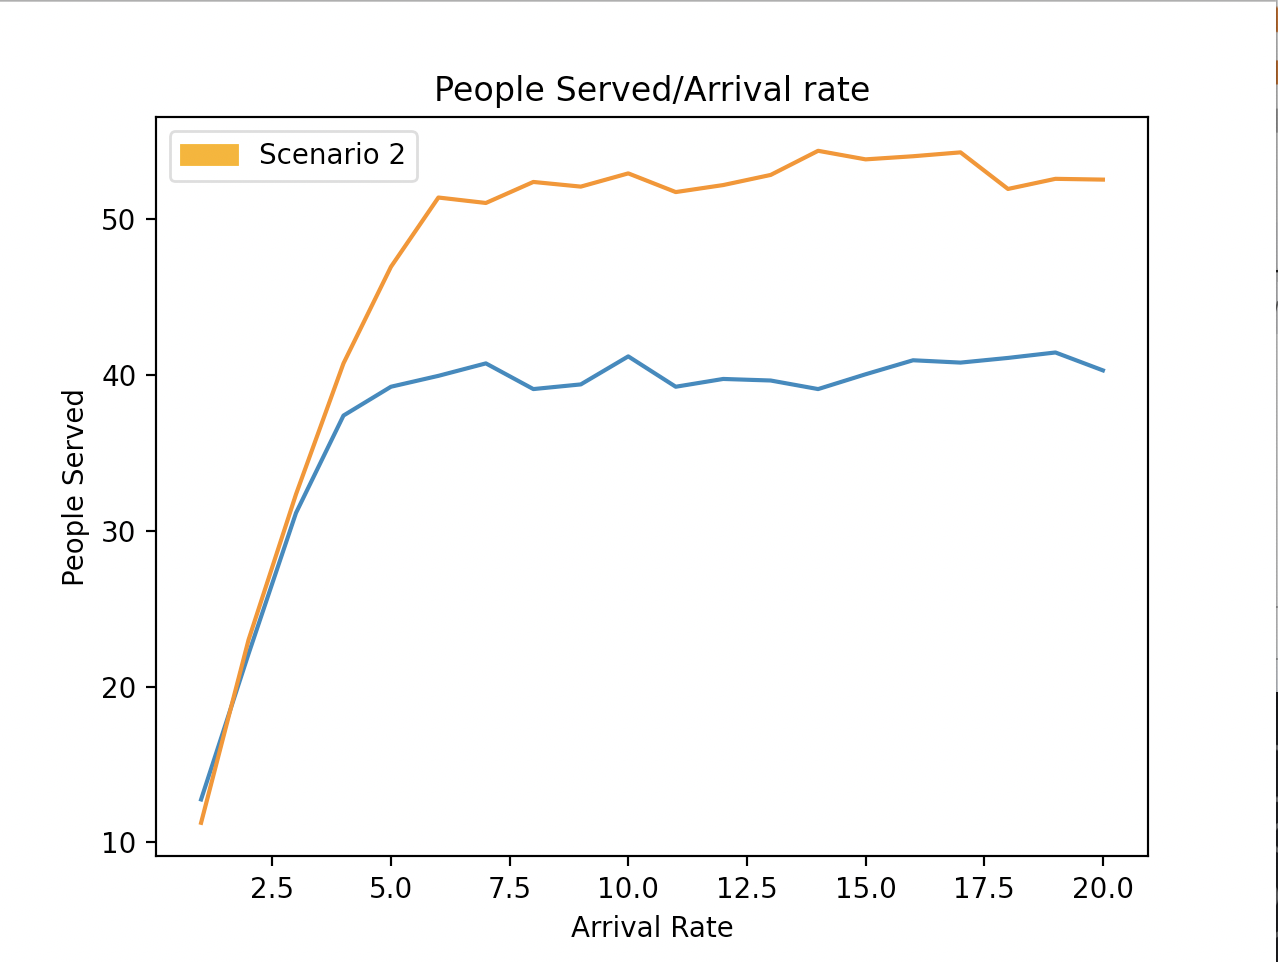 People Served/Arrival rate
Scenario 2
People Served
50
40
30
20
10
2.5 5.0 7.5 10.0 12.5 15.0 17.5 20.0
Arrival Rate